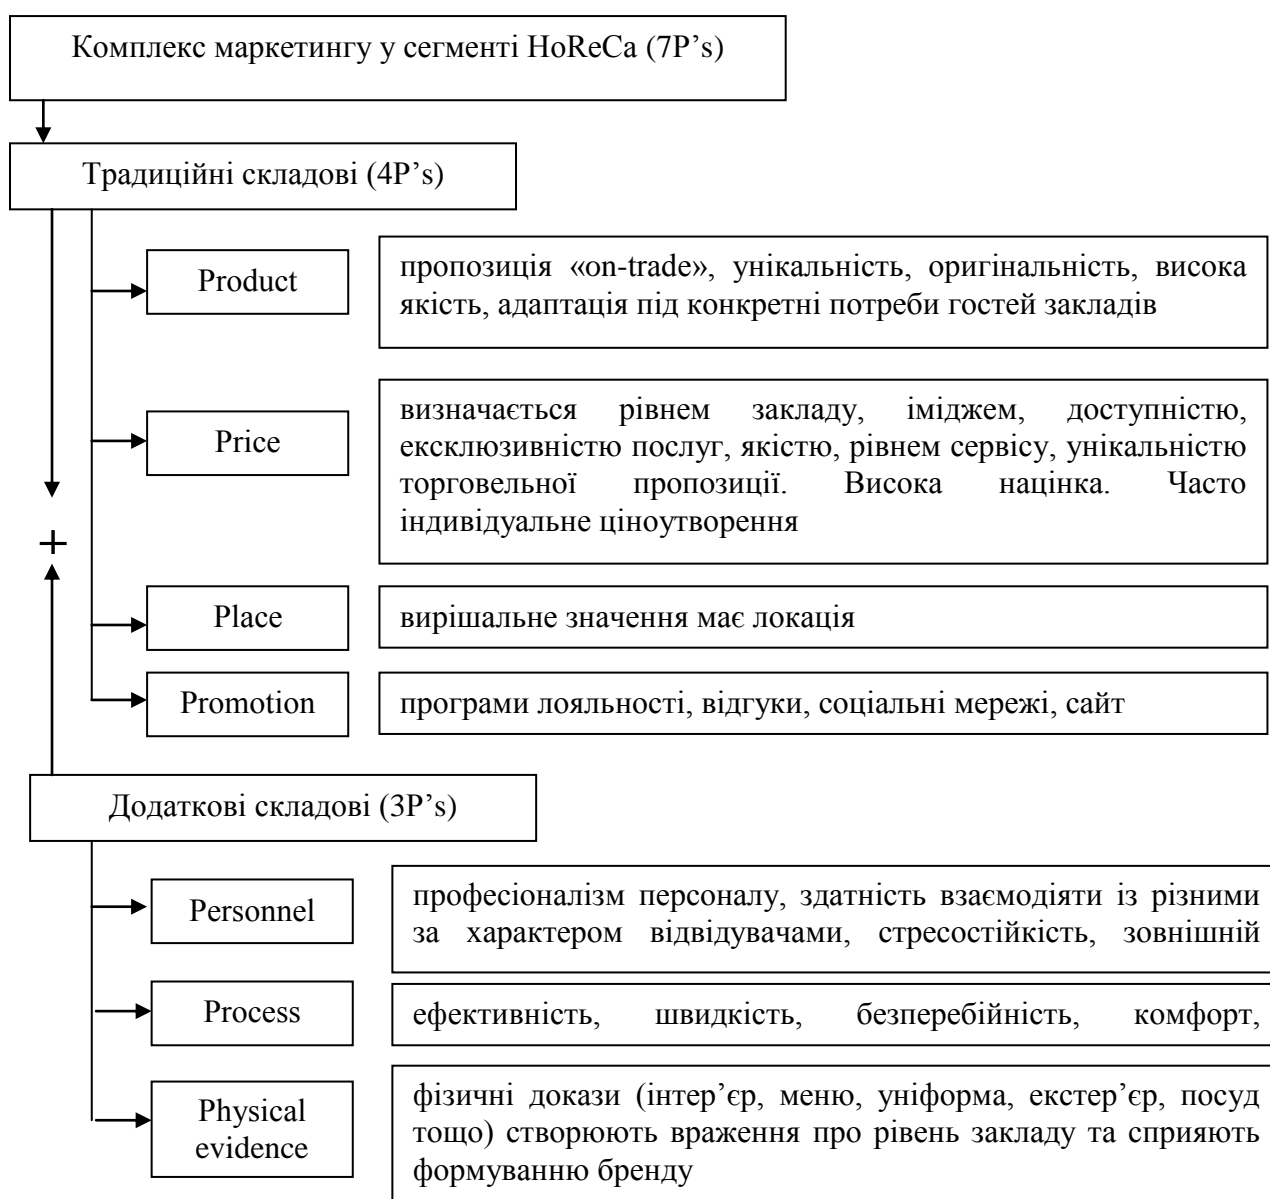 Комплекс маркетингу у сегменті HoReCa (7P’s)
Традиційні складові (4P’s)
Product
пропозиція «on-trade», унікальність, оригінальність, висока
якість, адаптація під конкретні потреби гостей закладів
Price
визначається рівнем закладу, іміджем, доступністю,
ексклюзивністю послуг, якістю, рівнем сервісу, унікальністю
торговельної пропозиції. Висока націнка. Часто
індивідуальне ціноутворення
+
Place
вирішальне значення має локація
Promotion
програми лояльності, відгуки, соціальні мережі, сайт
Додаткові складові (3P’s)
Personnel
професіоналізм персоналу, здатність взаємодіяти із різними
за характером відвідувачами, стресостійкість, зовнішній
Process
ефективність, швидкість, безперебійність, комфорт,
Physical
evidence
фізичні докази (інтер’єр, меню, уніформа, екстер’єр, посуд
тощо) створюють враження про рівень закладу та сприяють
формуванню бренду